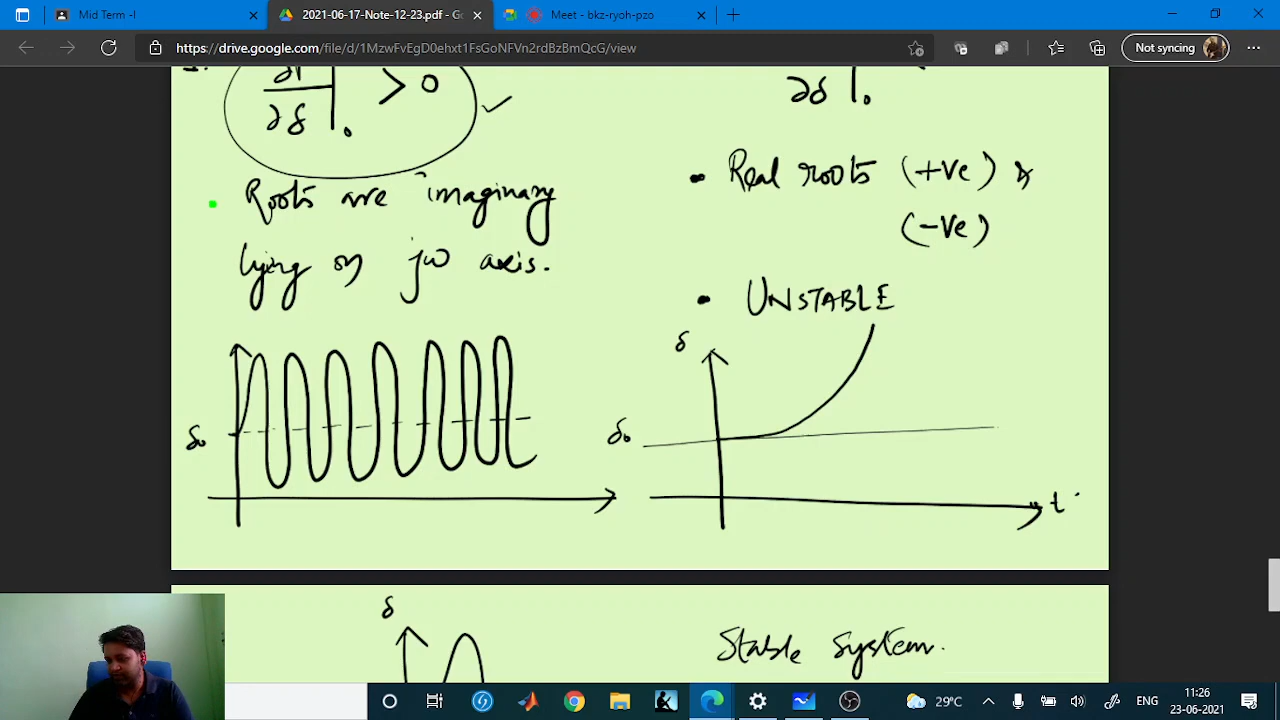 Mid Term -I
2021-06-17-Note-12-23.pdf - Go
Meet - bkz-ryoh-pzo
https://drive.google.com/file/d/1MzwFvEgD0ehxt1FsGoNFVn2rdBzBmQcG/view
Not syncing
∂δ |₀ > 0 ✓
∂δ |₀
• Roots are imaginary
lying on jω axis.
• Real roots (+ve) &
(-ve)
• UNSTABLE
δ₀
δ
δ₀
t
δ
Stable System.
29°C
ENG
11:26
23-06-2021